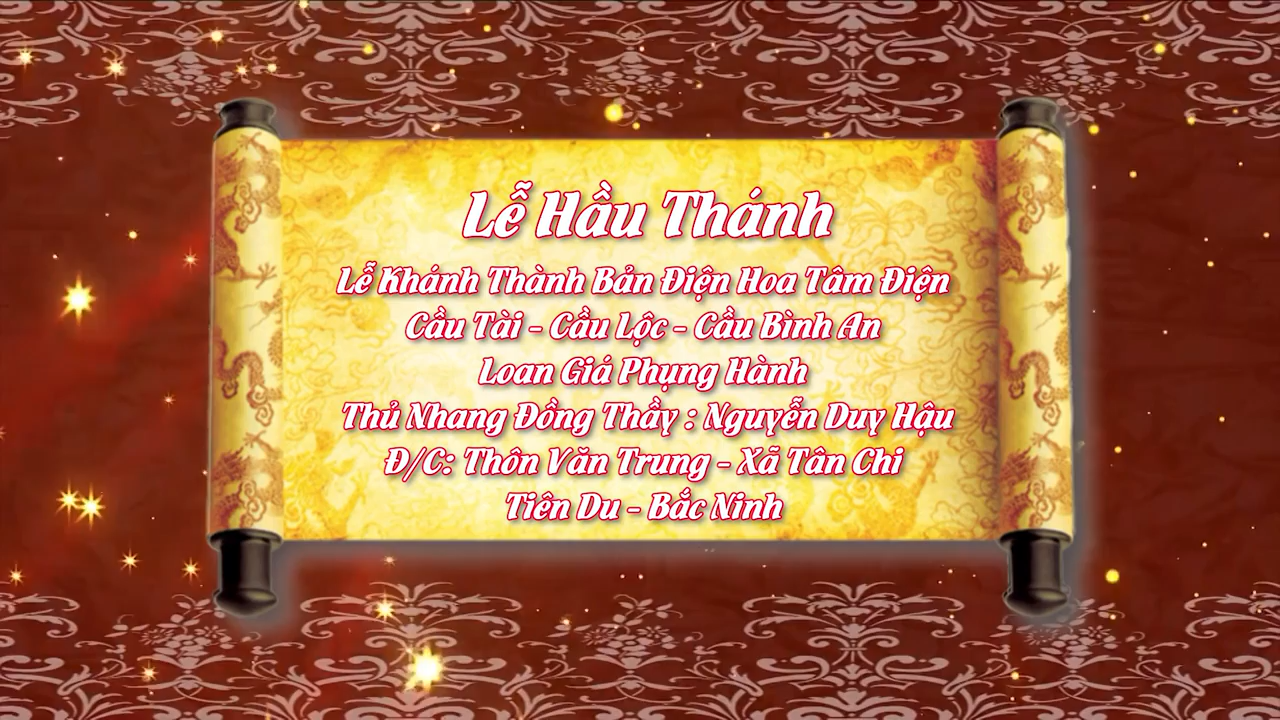 Lễ Hầu Thánh
Lễ Khánh Thành Bản Điện Hoa Tâm Điện
Cầu Tài - Cầu Lộc - Cầu Bình An
Loan Giá Phụng Hành
Thủ Nhang Đồng Thầy : Nguyễn Duy Hậu
Đ/C: Thôn Văn Trung - Xã Tân Chi
Tiên Du - Bắc Ninh